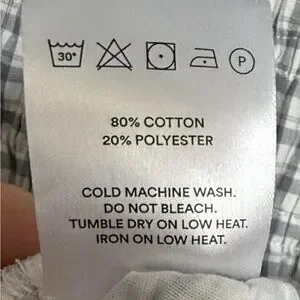 30° P
80% COTTON
20% POLYESTER
COLD MACHINE WASH.
DO NOT BLEACH.
TUMBLE DRY ON LOW HEAT.
IRON ON LOW HEAT.